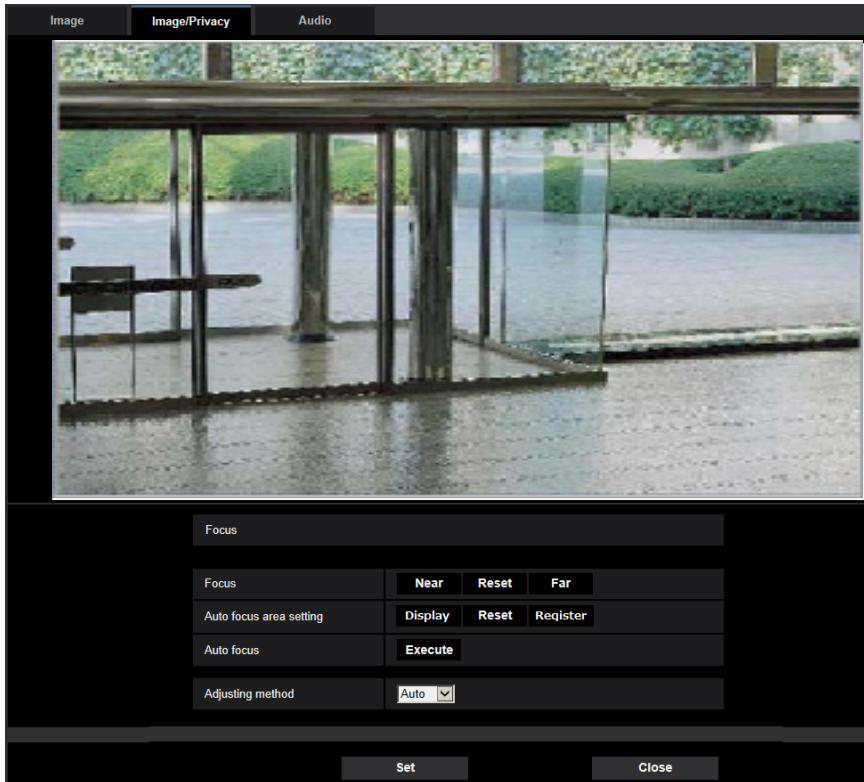 Image Image/Privacy Audio
Focus
Focus Near Reset Far
Auto focus area setting Display Reset Register
Auto focus Execute
Adjusting method Auto
Set Close